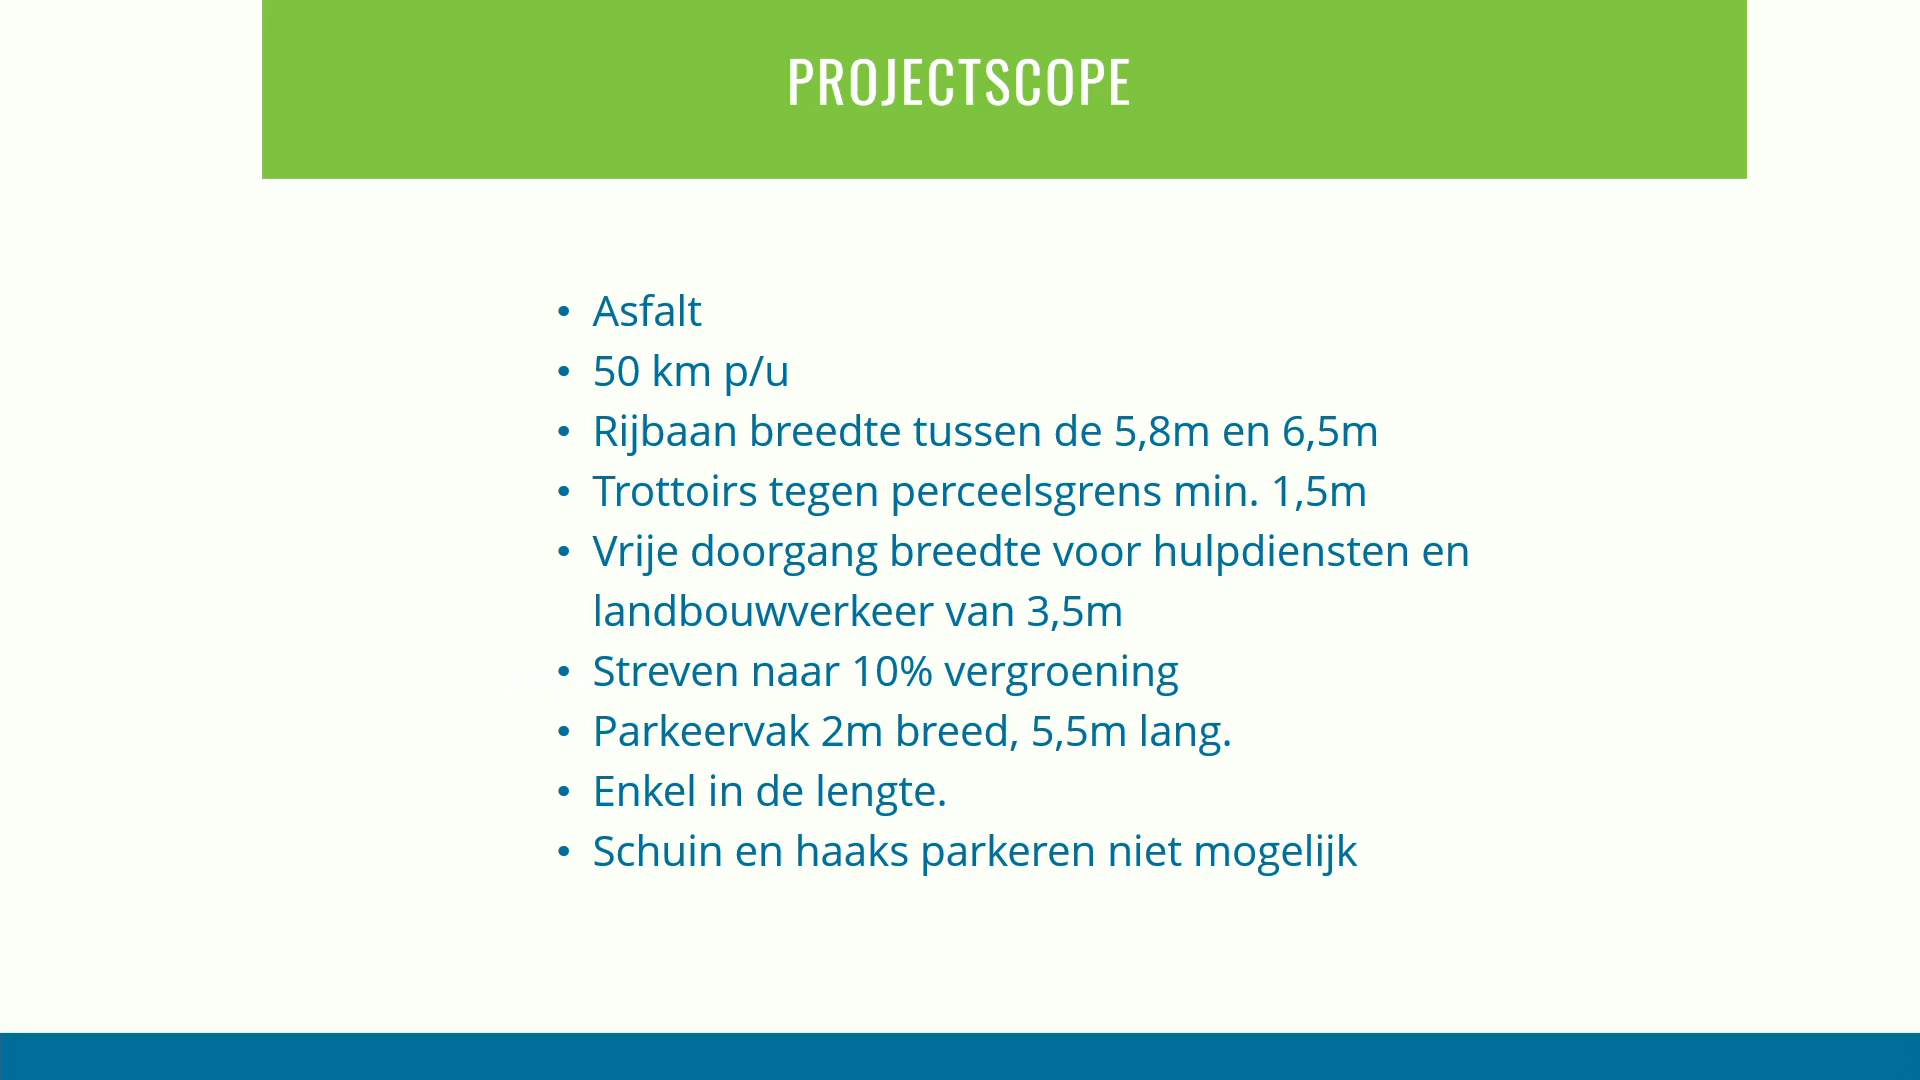 PROJECTSCOPE
• Asfalt
• 50 km p/u
• Rijbaan breedte tussen de 5,8m en 6,5m
• Trottoirs tegen perceelsgrens min. 1,5m
• Vrije doorgang breedte voor hulpdiensten en
landbouwverkeer van 3,5m
• Streven naar 10% vergroening
• Parkeervak 2m breed, 5,5m lang.
• Enkel in de lengte.
• Schuin en haaks parkeren niet mogelijk